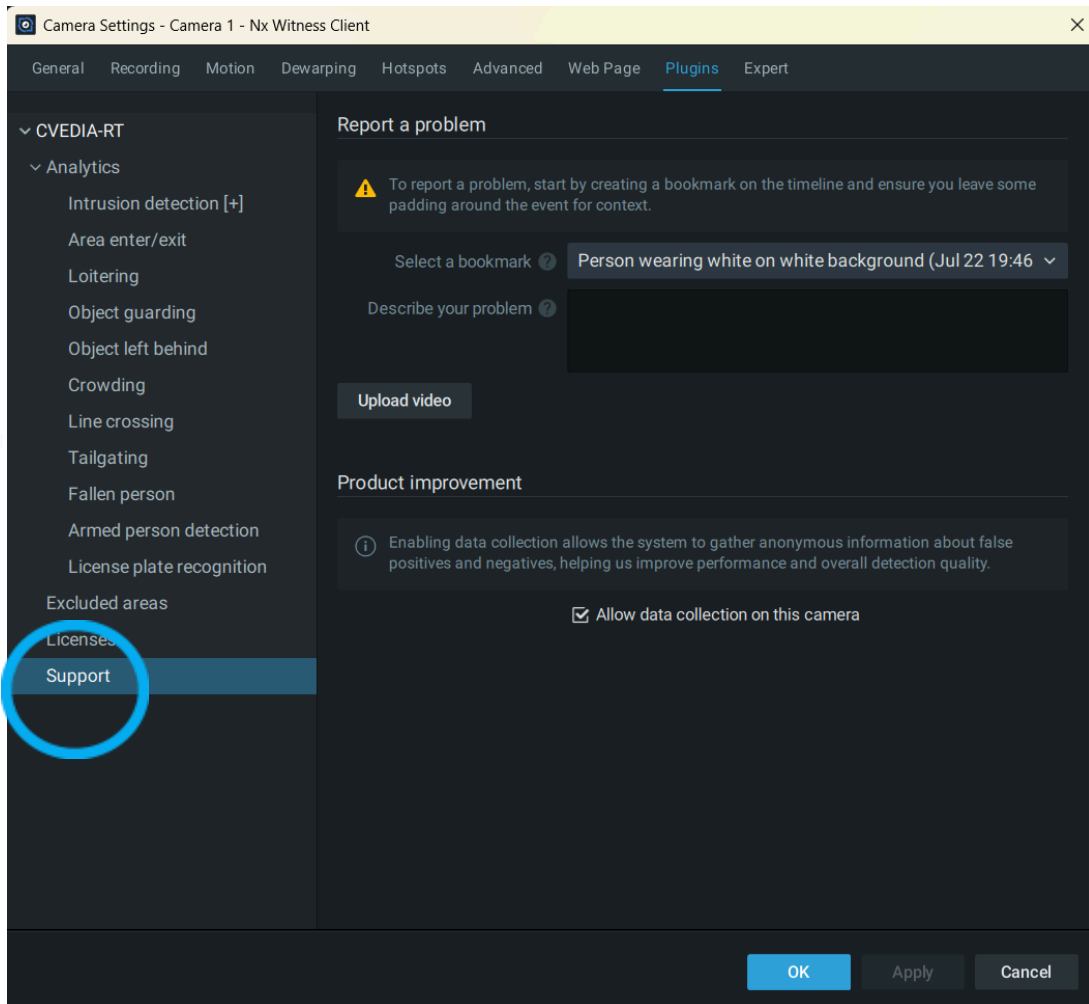 Camera Settings - Camera 1 - Nx Witness Client
General Recording Motion Dewarping Hotspots Advanced Web Page Plugins Expert
CVEDIA-RT
Analytics
Intrusion detection [+]
Area enter/exit
Loitering
Object guarding
Object left behind
Crowding
Line crossing
Tailgating
Fallen person
Armed person detection
License plate recognition
Excluded areas
Licenses
Support
Report a problem
To report a problem, start by creating a bookmark on the timeline and ensure you leave some
padding around the event for context.
Select a bookmark ?
Person wearing white on white background (Jul 22 19:46
Describe your problem ?
Upload video
Product improvement
Enabling data collection allows the system to gather anonymous information about false
positives and negatives, helping us improve performance and overall detection quality.
Allow data collection on this camera
OK Apply Cancel